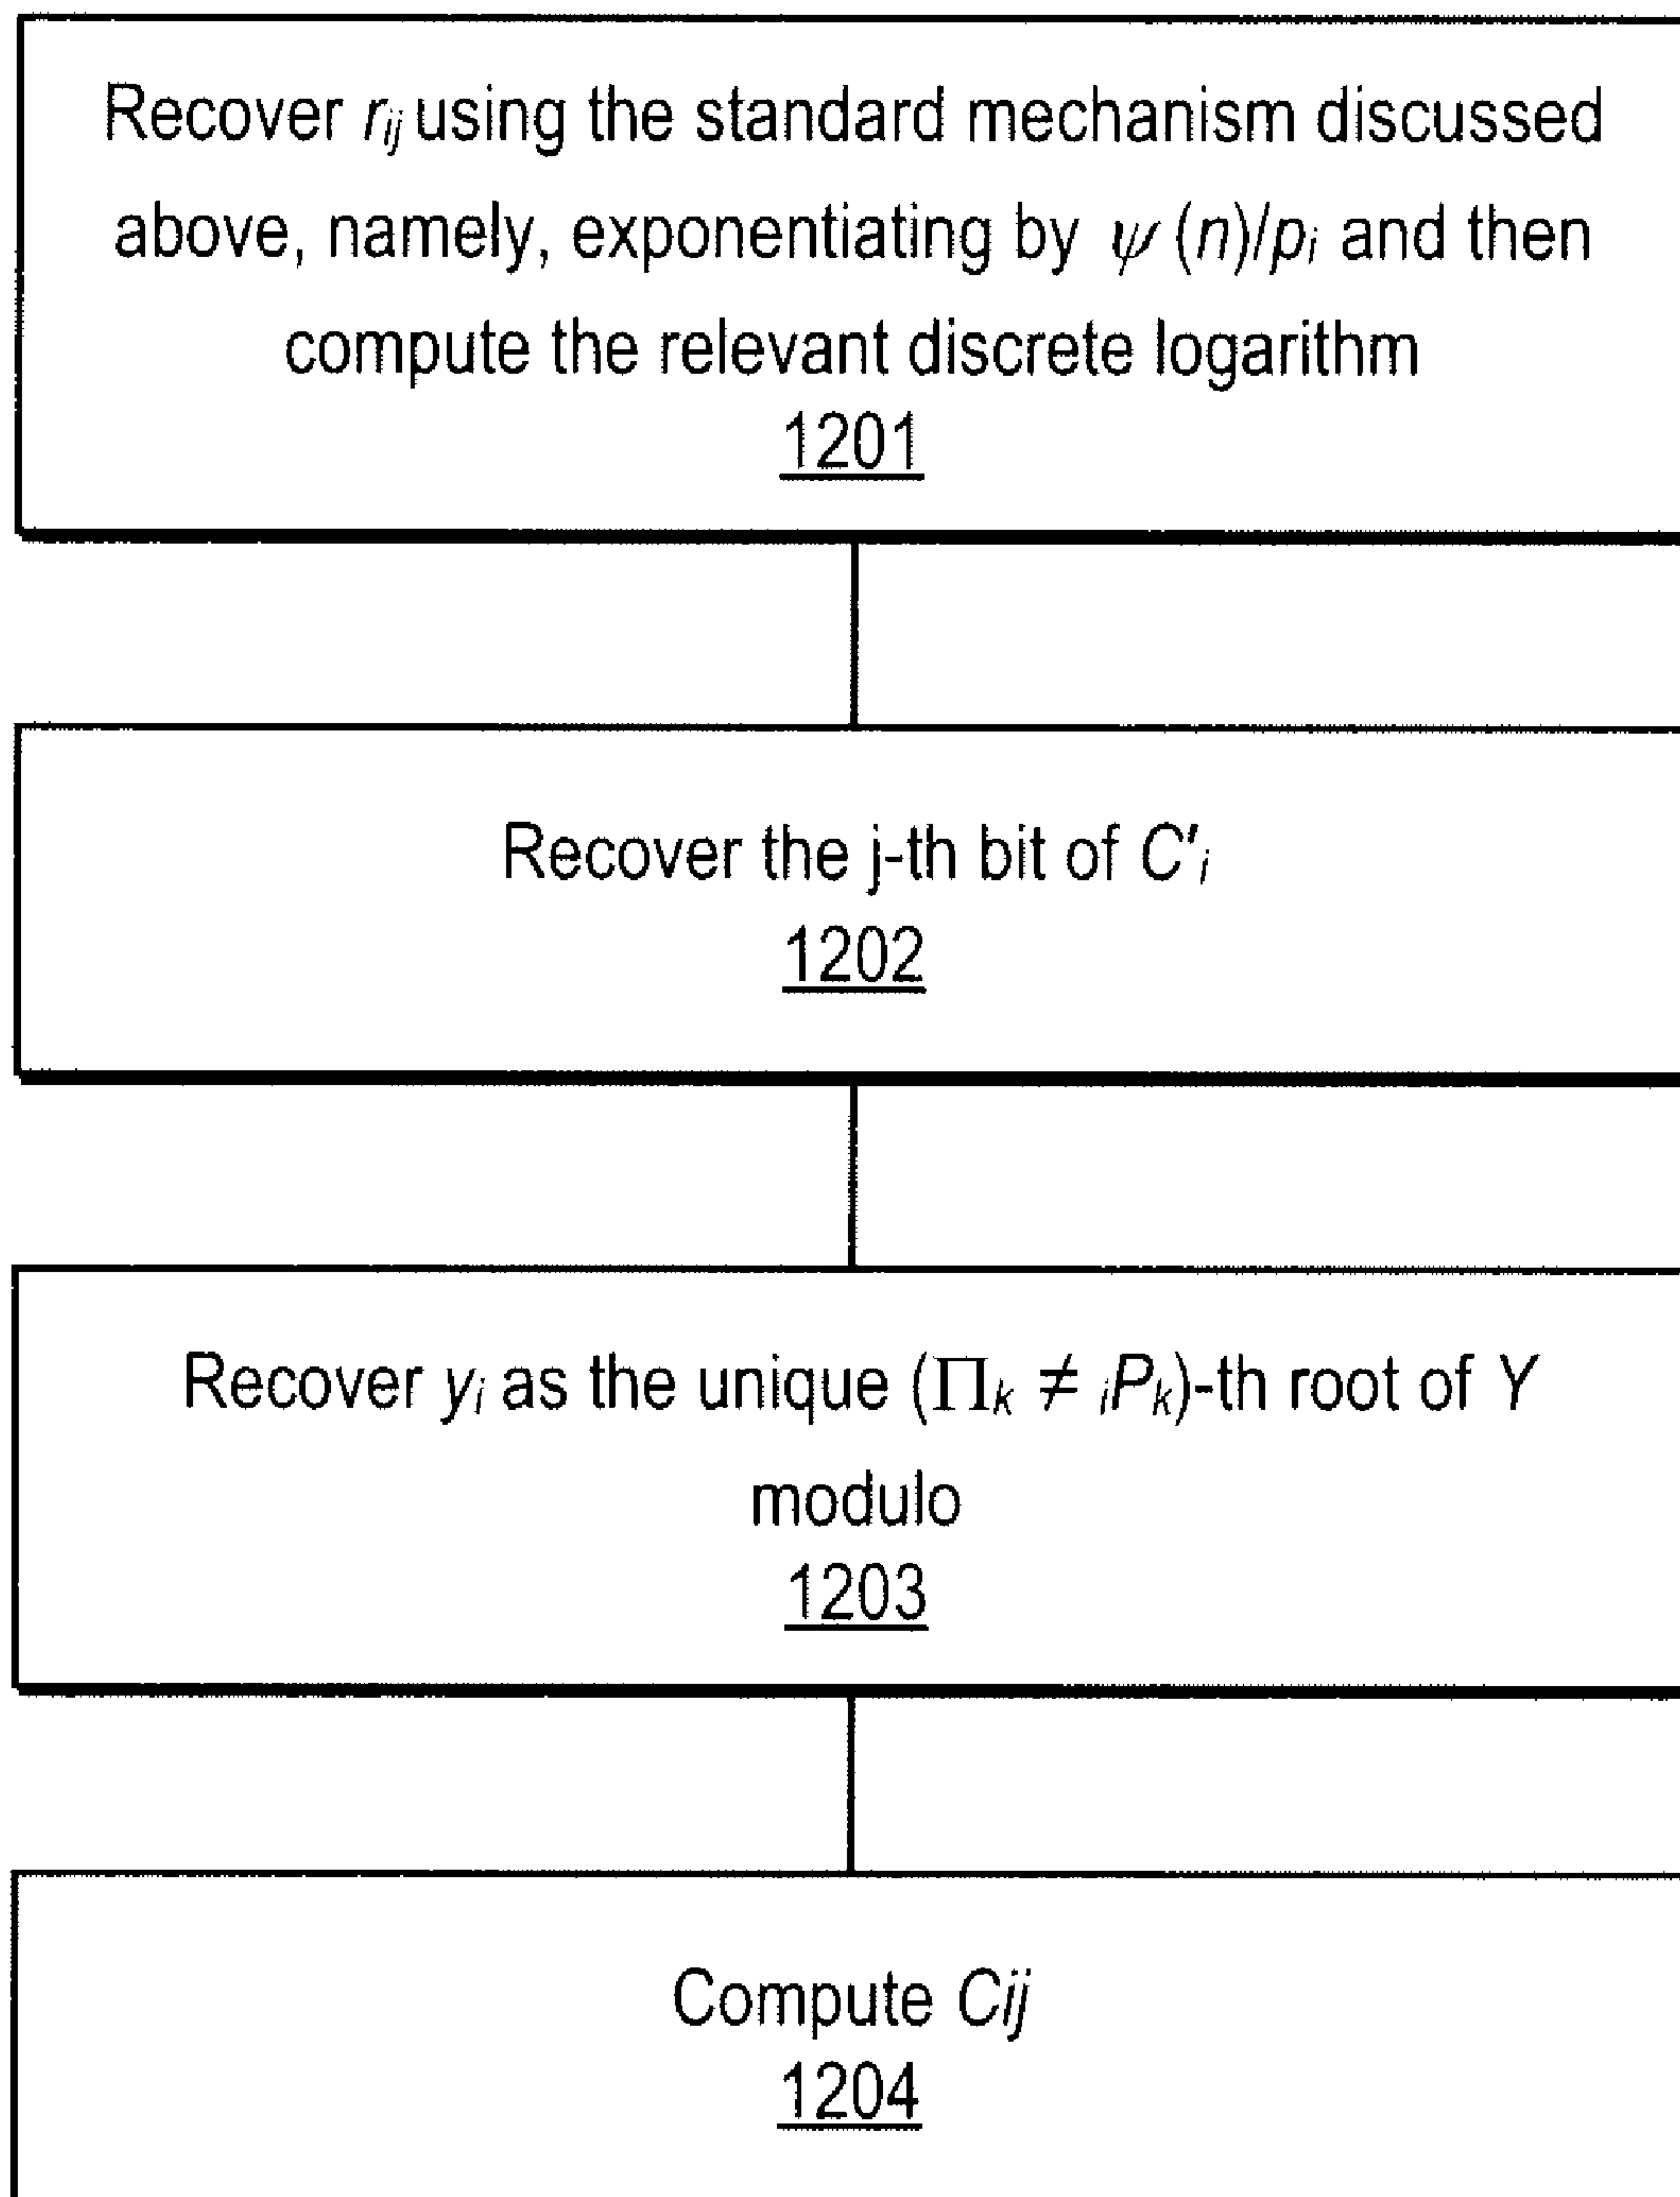 Recover rij using the standard mechanism discussed
above, namely, exponentiating by ψ (n)/pi and then
compute the relevant discrete logarithm
1201
Recover the j-th bit of C'i
1202
Recover yi as the unique (Πk ≠ iPk)-th root of Y
modulo
1203
Compute Cij
1204